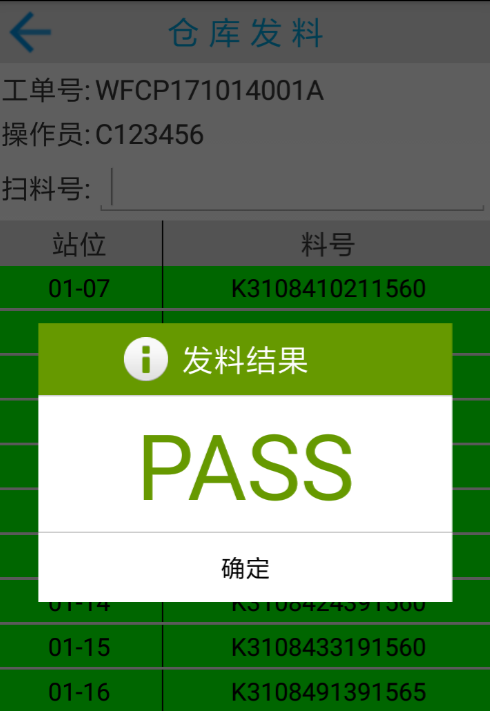 仓库发料
工单号: WFCP171014001A
操作员: C123456
扫料号:
站位 料号
01-07 K3108410211560
发料结果
PASS
确定
01-14 K3108424391560
01-15 K3108433191560
01-16 K3108491391565